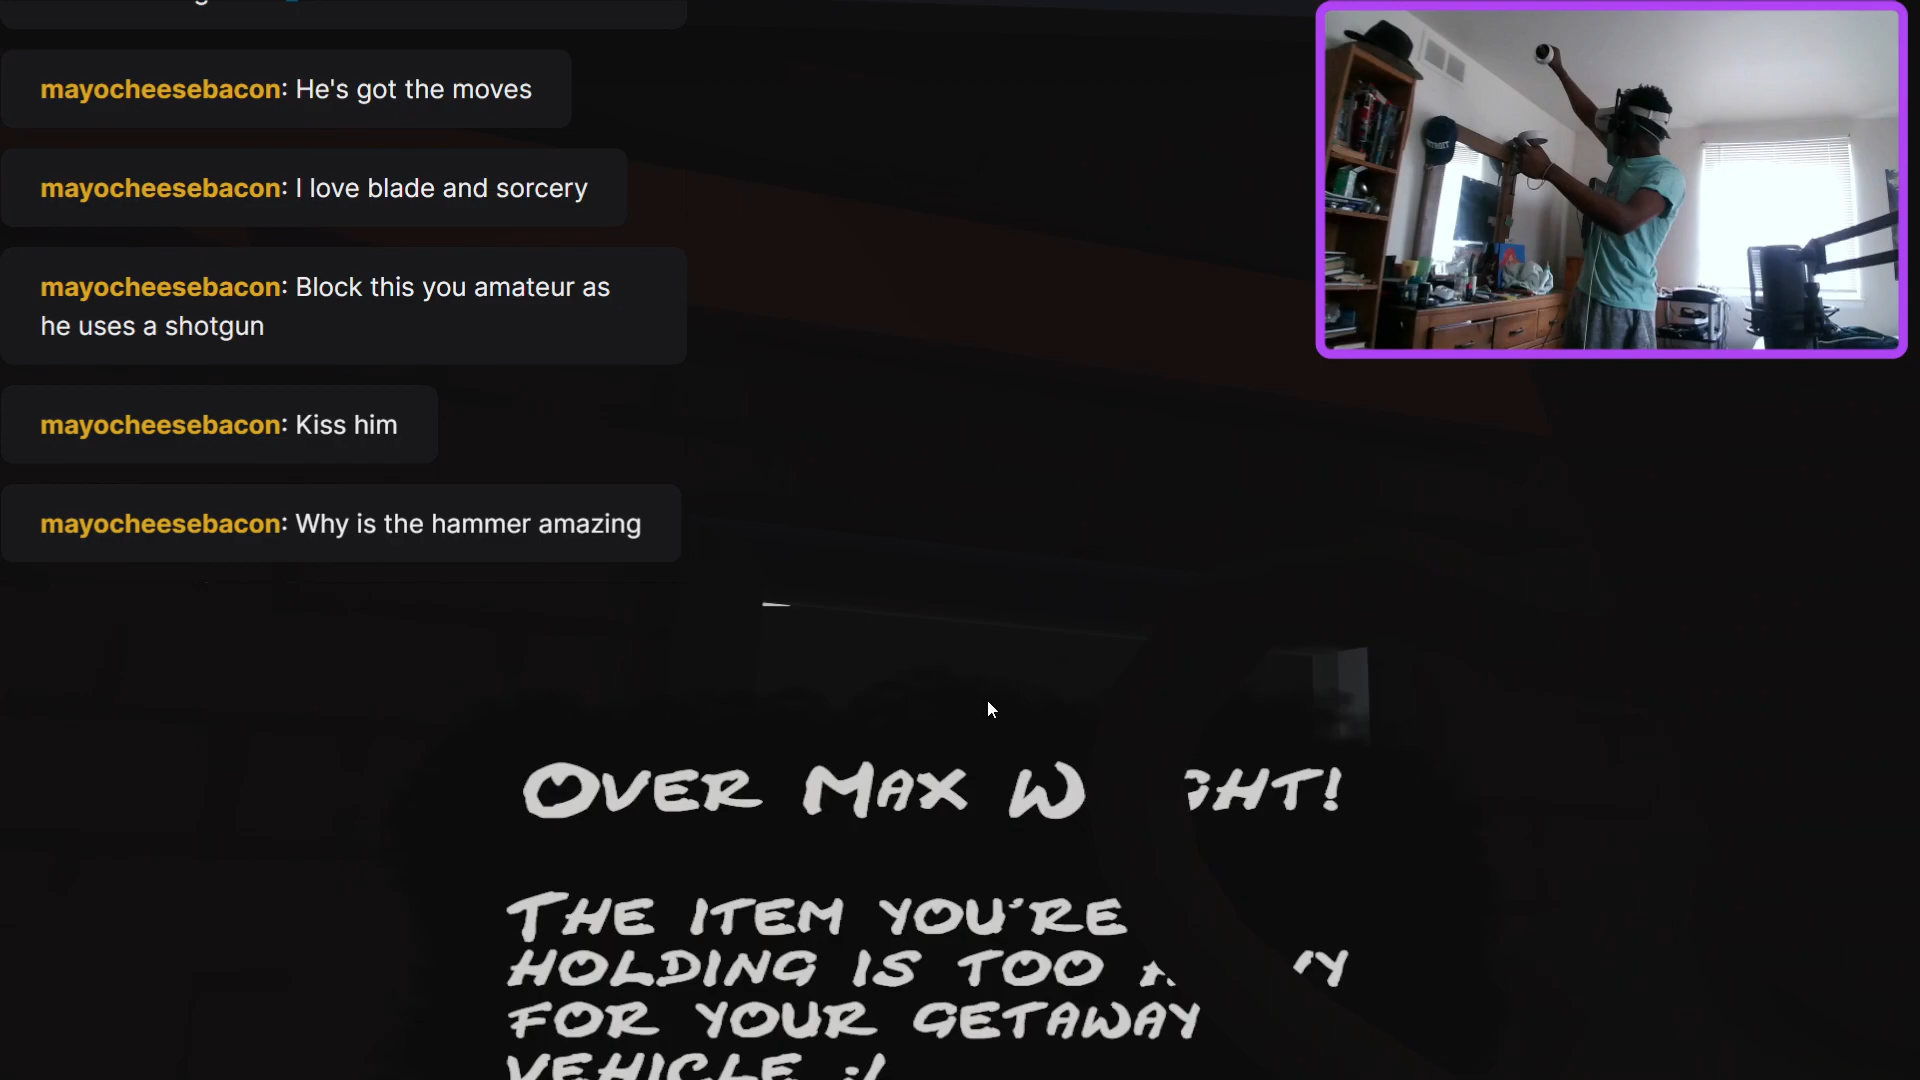 mayocheesebacon: He's got the moves
mayocheesebacon: I love blade and sorcery
mayocheesebacon: Block this you amateur as
he uses a shotgun
mayocheesebacon: Kiss him
mayocheesebacon: Why is the hammer amazing
DETROIT
OVER MAX
THE ITEM YOU'RE
HOLDING IS TOO
FOR YOUR GETAWAY
VEHICLE :/